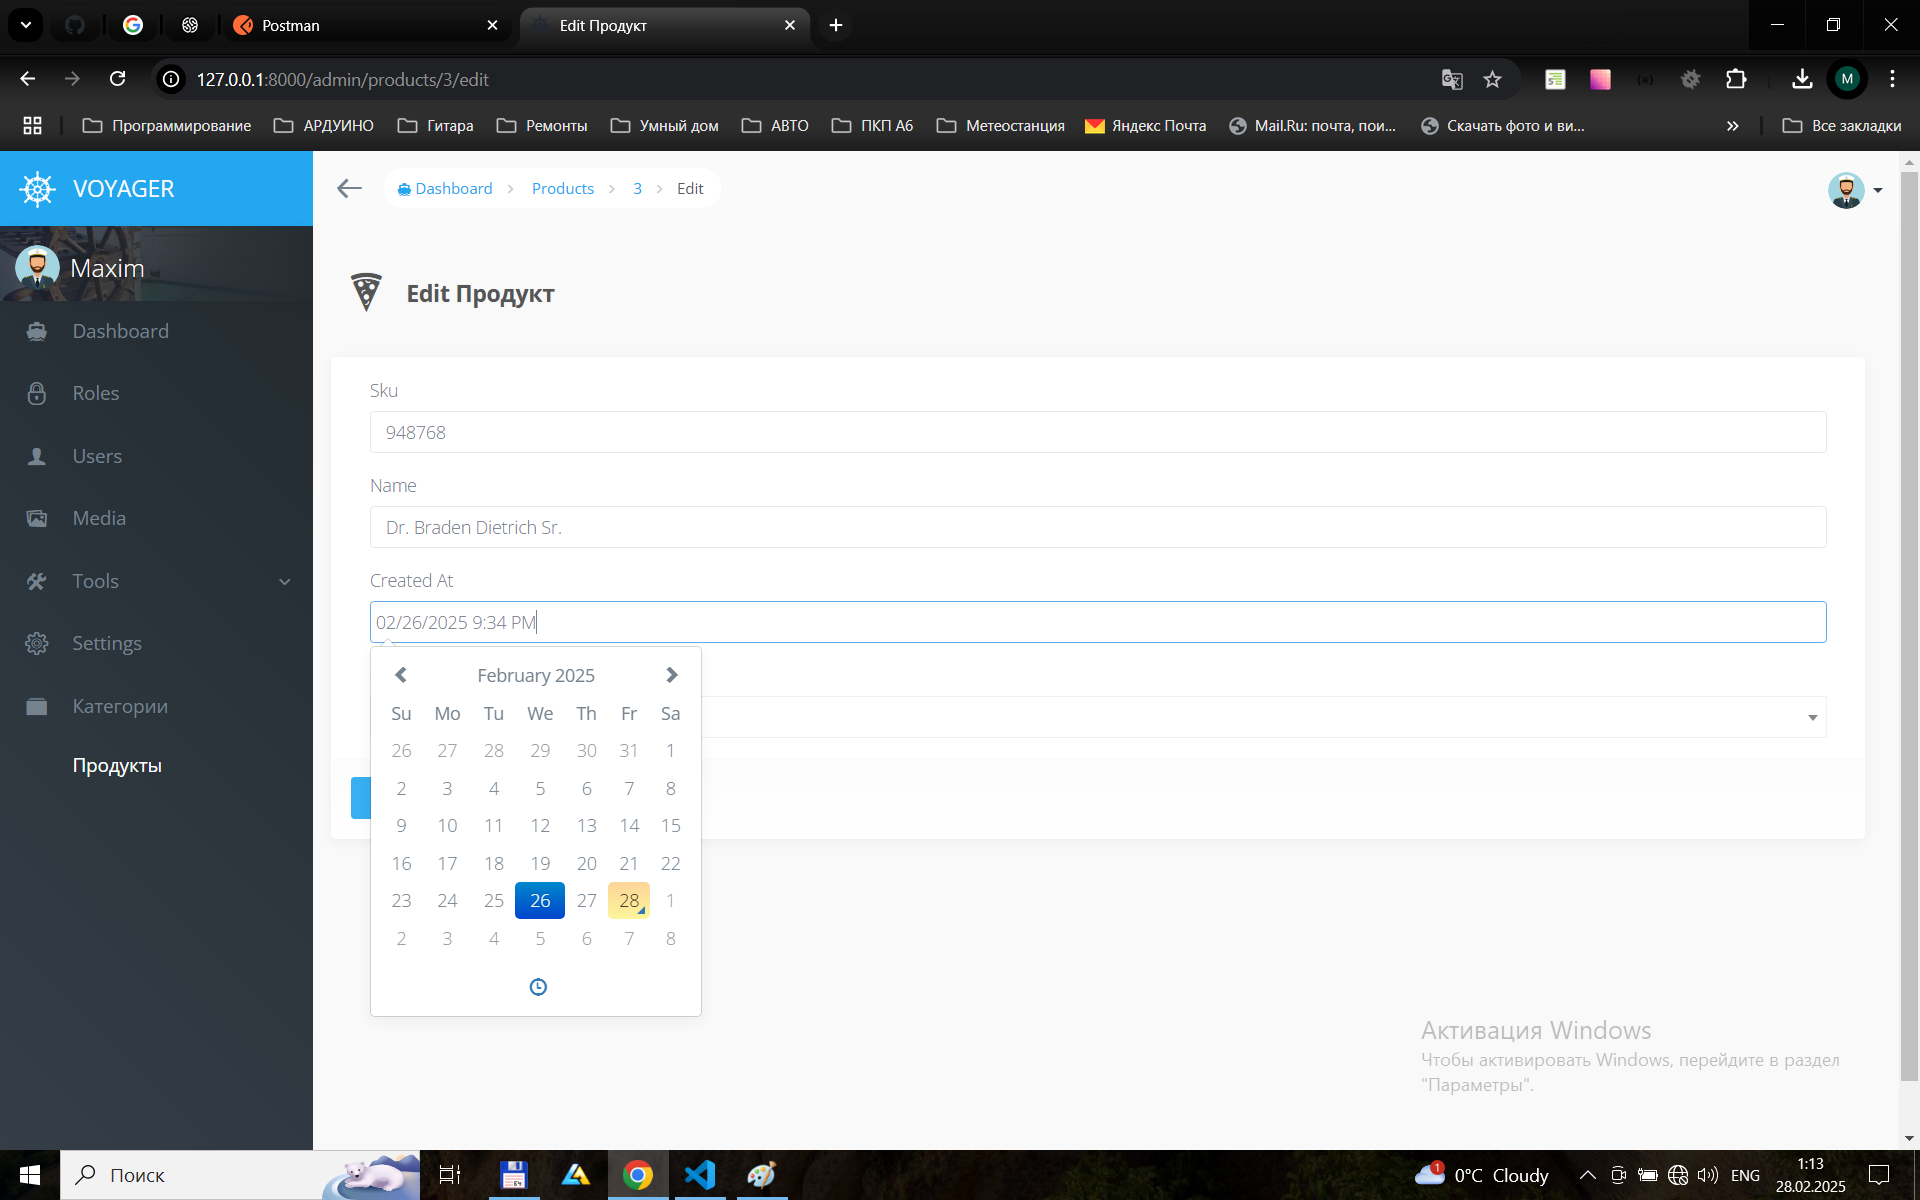 Postman
Edit Продукт
127.0.0.1:8000/admin/products/3/edit
M
Программирование
АРДУИНО
Гитара
Ремонты
Умный дом
АВТО
ПКП А6
Метеостанция
Яндекс Почта
Mail.Ru: почта, пои...
Скачать фото и ви...
Все закладки
VOYAGER
Dashboard
Products
3
Edit
Maxim
Edit Продукт
Dashboard
Roles
Users
Media
Tools
Settings
Категории
Продукты
Sku
948768
Name
Dr. Braden Dietrich Sr.
Created At
02/26/2025 9:34 PM
February 2025
Su Mo Tu We Th Fr Sa
26 27 28 29 30 31 1
2 3 4 5 6 7 8
9 10 11 12 13 14 15
16 17 18 19 20 21 22
23 24 25 26 27 28 1
2 3 4 5 6 7 8
Активация Windows
Чтобы активировать Windows, перейдите в раздел
"Параметры".
Поиск
64
1
0°C Cloudy
ENG
1:13
28.02.2025